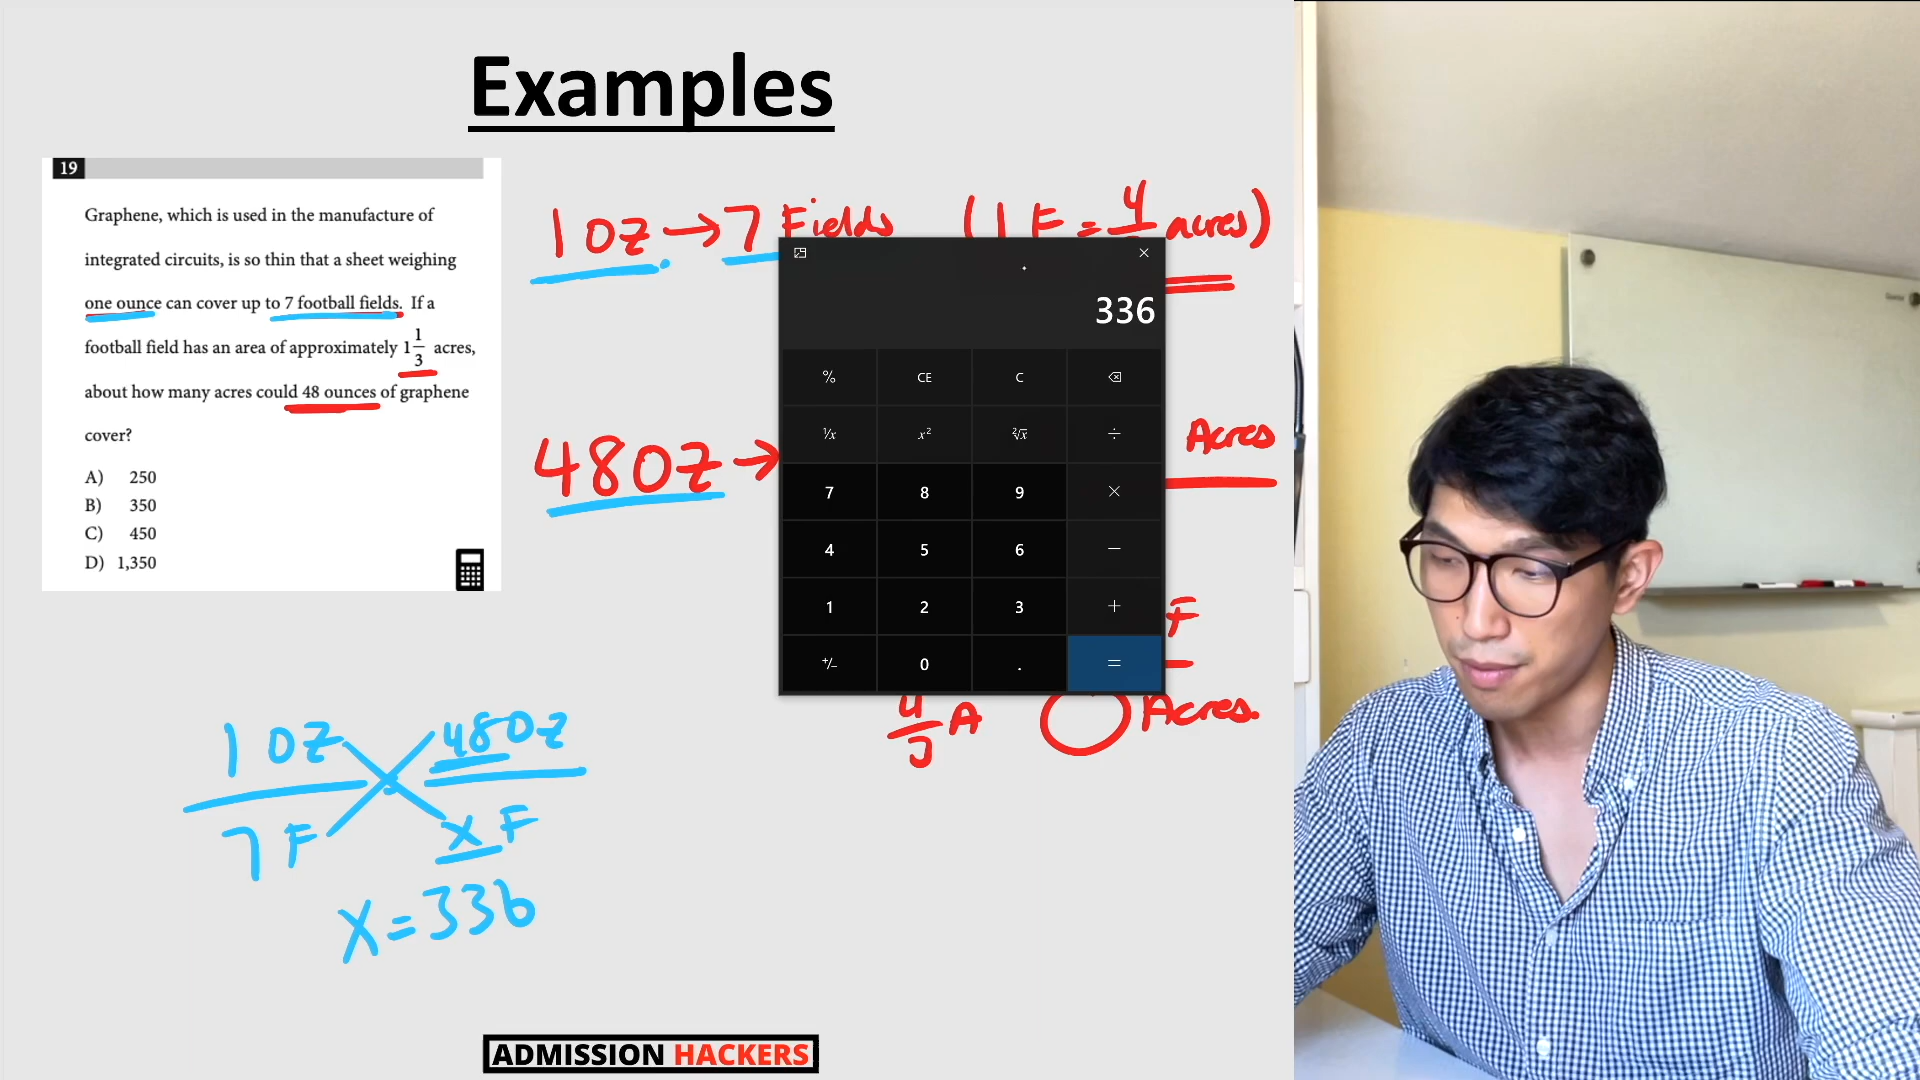 Examples
19
Graphene, which is used in the manufacture of
integrated circuits, is so thin that a sheet weighing
one ounce can cover up to 7 football fields. If a
football field has an area of approximately 1 1/3 acres,
about how many acres could 48 ounces of graphene
cover?
A) 250
B) 350
C) 450
D) 1,350
1 oz → 7 Fields (1 F = 4 acres)
48 oz → Acres
336
% CE C
1/x x² ²√x ÷
7 8 9 ×
4 5 6 −
1 2 3 +
+/− 0 . =
F
4/3 A Acres.
1 oz 48 oz
7 F x F
X = 336
ADMISSION HACKERS